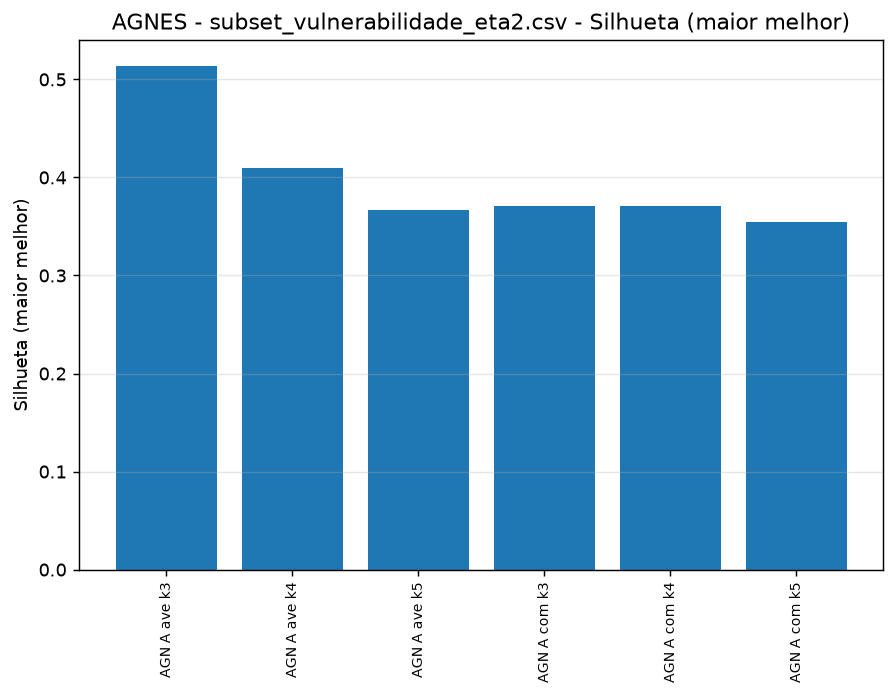 AGNES - subset_vulnerabilidade_eta2.csv - Silhueta (maior melhor)
Silhueta (maior melhor)
0.5
0.4
0.3
0.2
0.1
0.0
AGN A ave k3
AGN A ave k4
AGN A ave k5
AGN A com k3
AGN A com k4
AGN A com k5